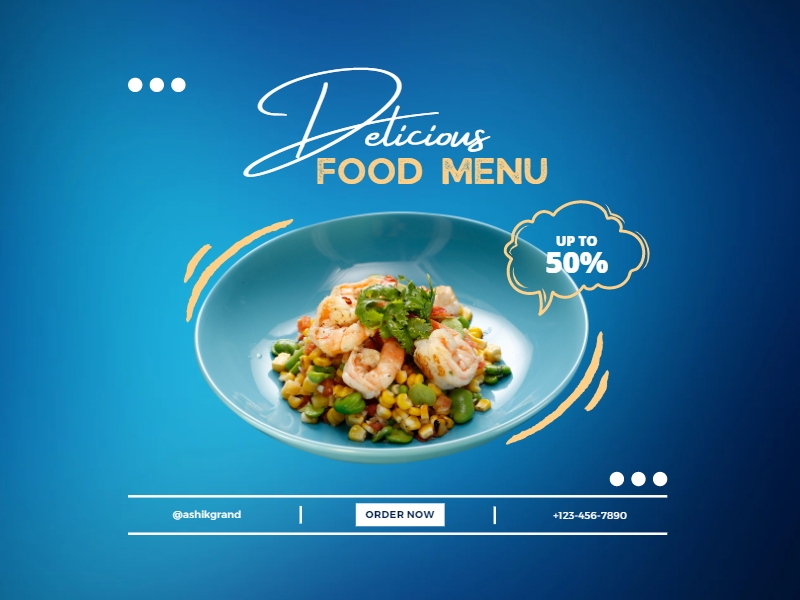 Delicious
FOOD MENU
UP TO
50%
@ashikgrand
ORDER NOW
+123-456-7890